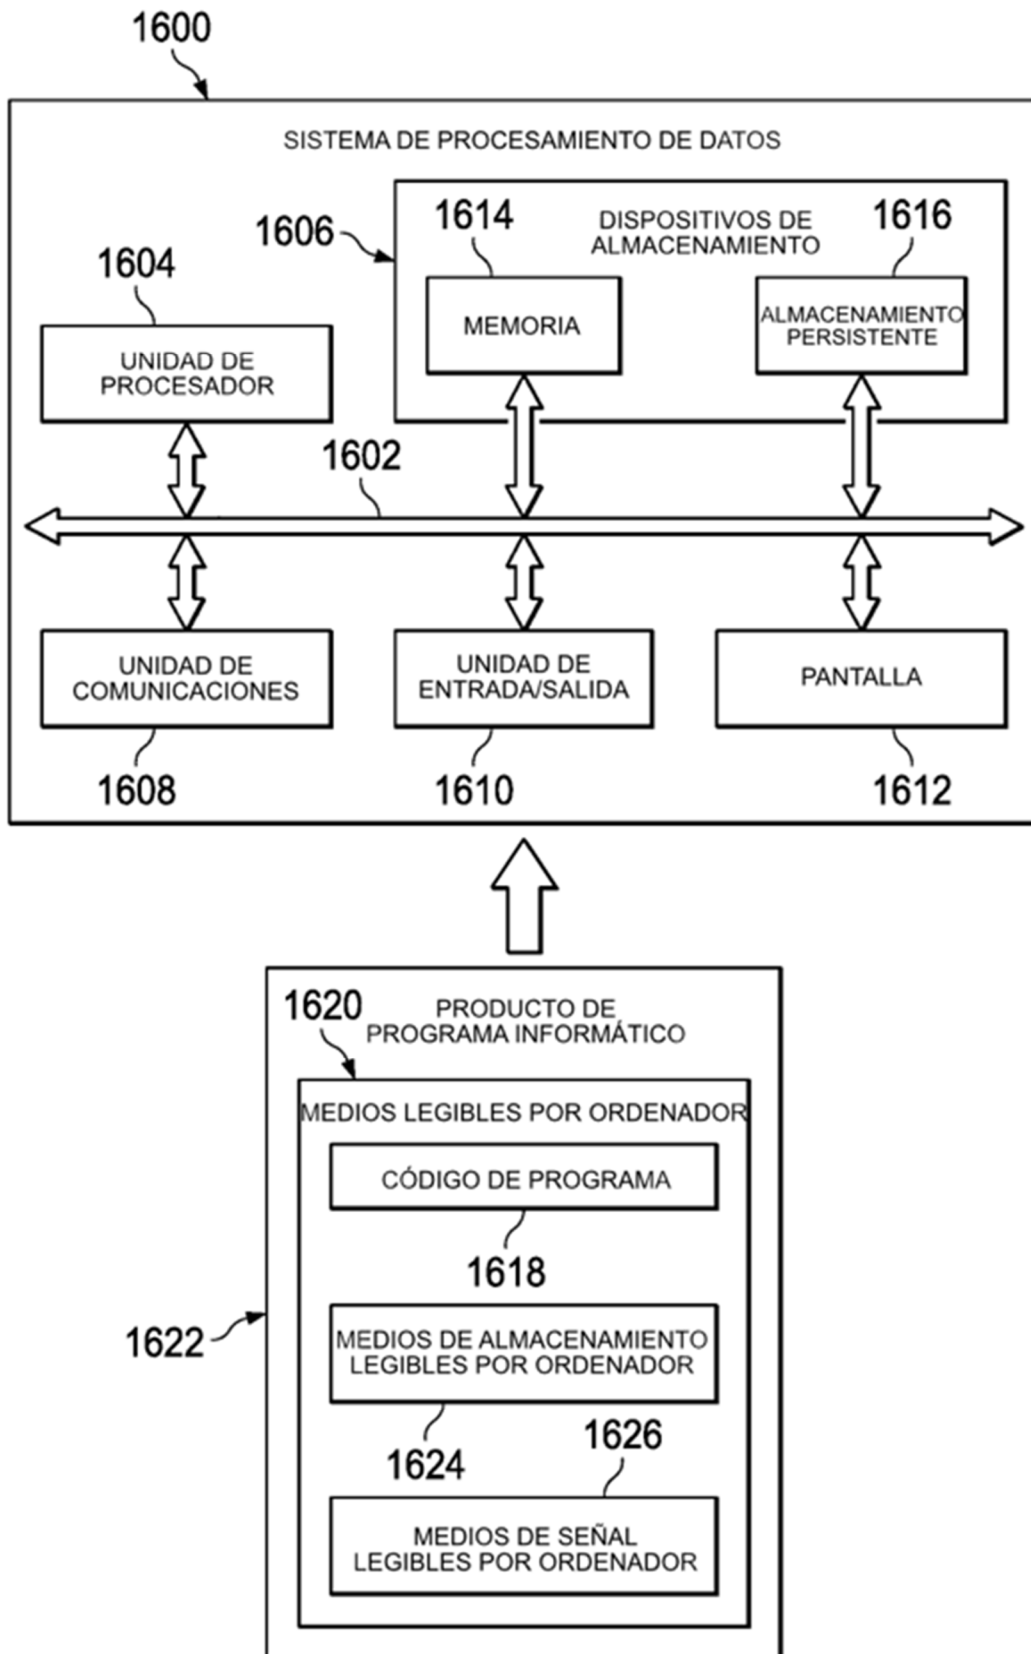 1600
SISTEMA DE PROCESAMIENTO DE DATOS
1606
1614
DISPOSITIVOS DE
ALMACENAMIENTO
1616
1604
MEMORIA
ALMACENAMIENTO
PERSISTENTE
UNIDAD DE
PROCESADOR
1602
UNIDAD DE
COMUNICACIONES
UNIDAD DE
ENTRADA/SALIDA
PANTALLA
1608
1610
1612
1620
PRODUCTO DE
PROGRAMA INFORMÁTICO
MEDIOS LEGIBLES POR ORDENADOR
CÓDIGO DE PROGRAMA
1618
1622
MEDIOS DE ALMACENAMIENTO
LEGIBLES POR ORDENADOR
1624
1626
MEDIOS DE SEÑAL
LEGIBLES POR ORDENADOR